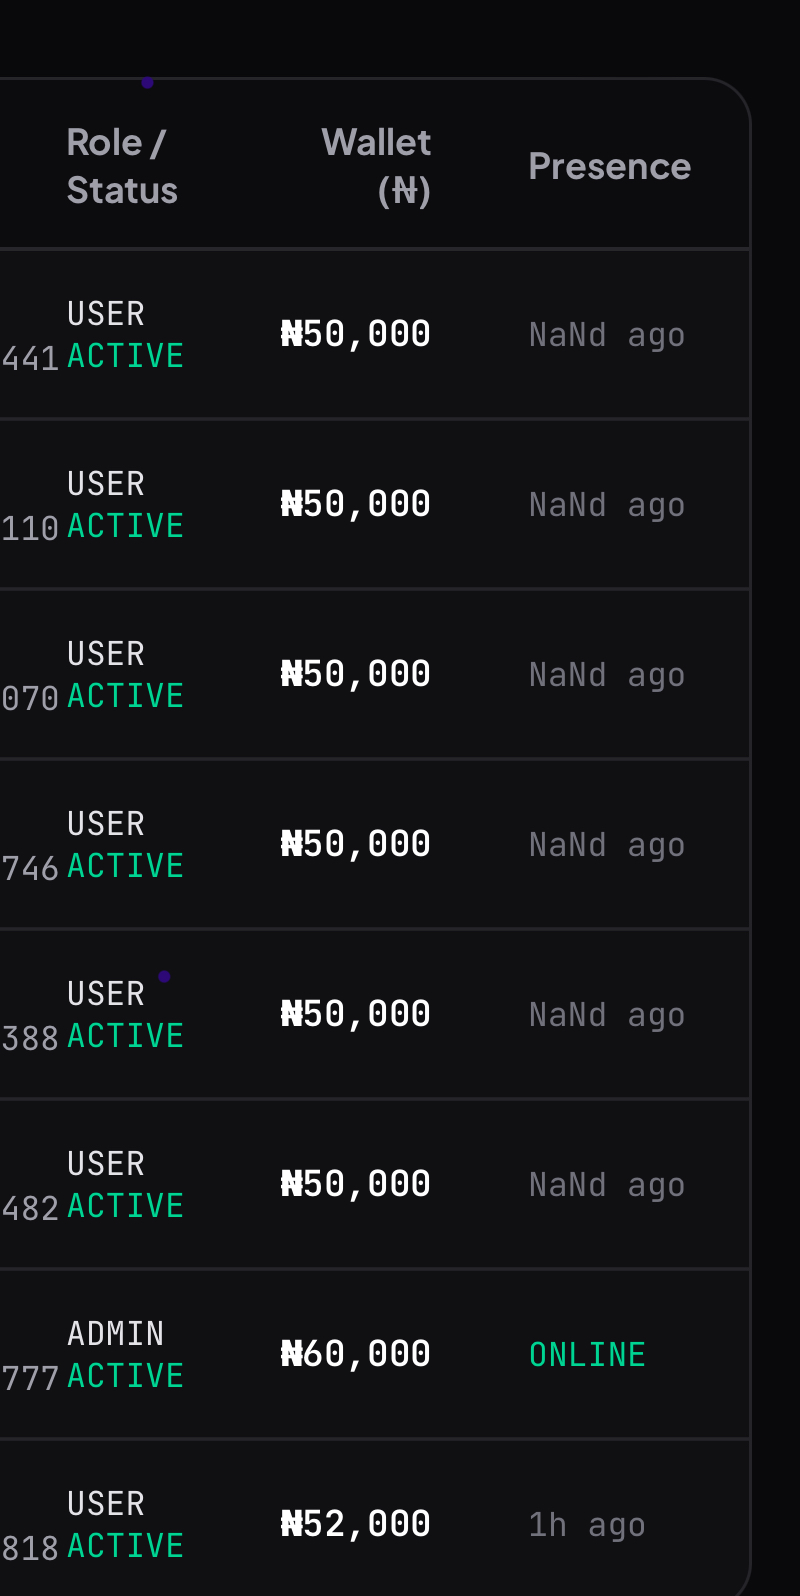 Role / Status
Wallet (₦)
Presence
441
USER
ACTIVE
₦50,000
NaNd ago
110
USER
ACTIVE
₦50,000
NaNd ago
070
USER
ACTIVE
₦50,000
NaNd ago
746
USER
ACTIVE
₦50,000
NaNd ago
388
USER
ACTIVE
₦50,000
NaNd ago
482
USER
ACTIVE
₦50,000
NaNd ago
777
ADMIN
ACTIVE
₦60,000
ONLINE
818
USER
ACTIVE
₦52,000
1h ago